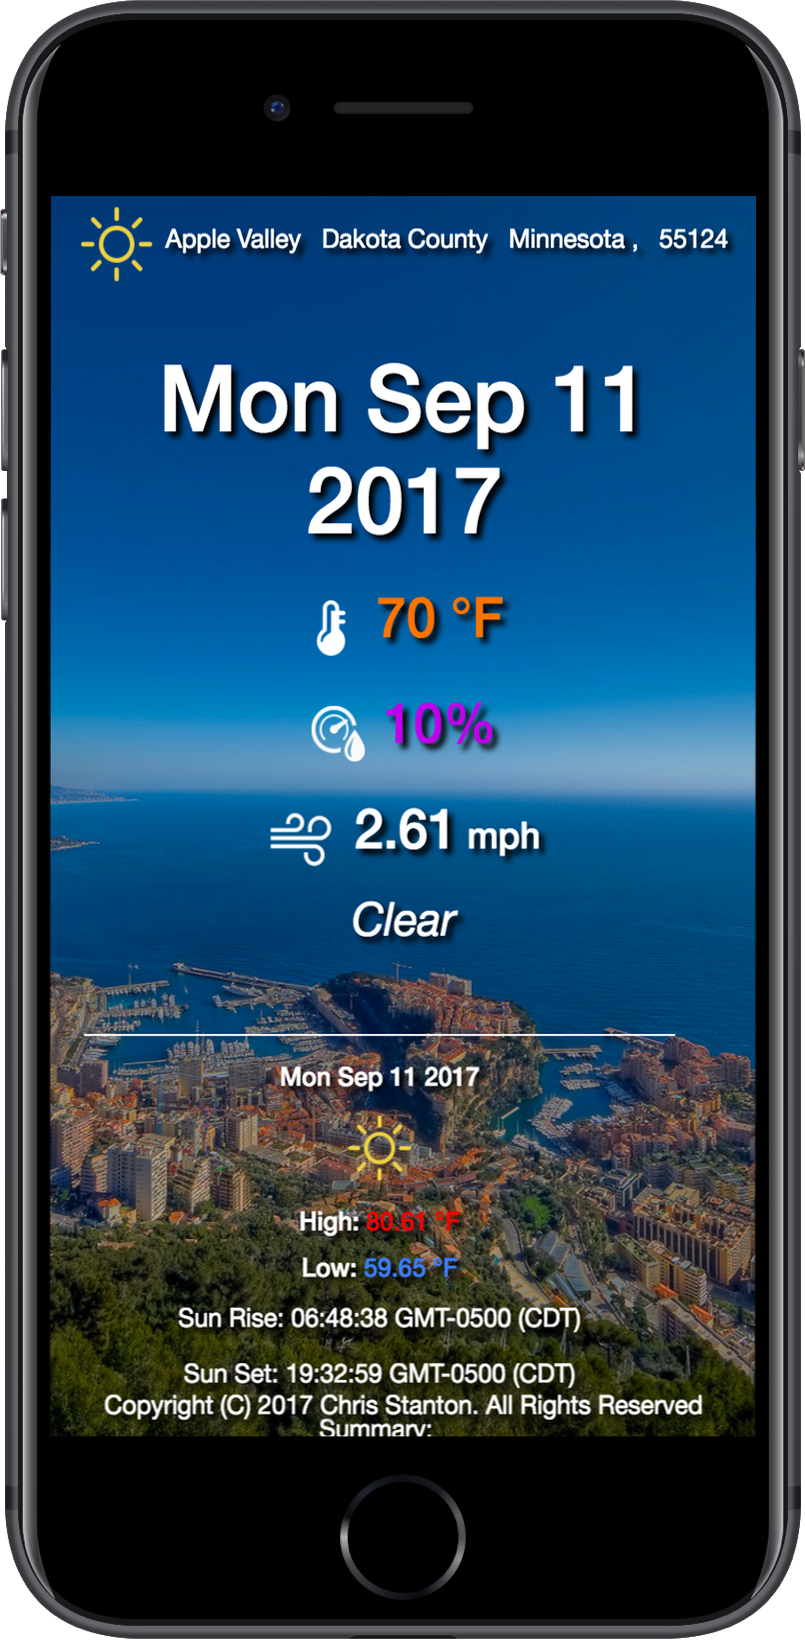 Apple Valley Dakota County Minnesota , 55124
Mon Sep 11
2017
70 °F
10%
2.61 mph
Clear
Mon Sep 11 2017
High: 80.61 °F
Low: 59.65 °F
Sun Rise: 06:48:38 GMT-0500 (CDT)
Sun Set: 19:32:59 GMT-0500 (CDT)
Copyright (C) 2017 Chris Stanton. All Rights Reserved
Summary: